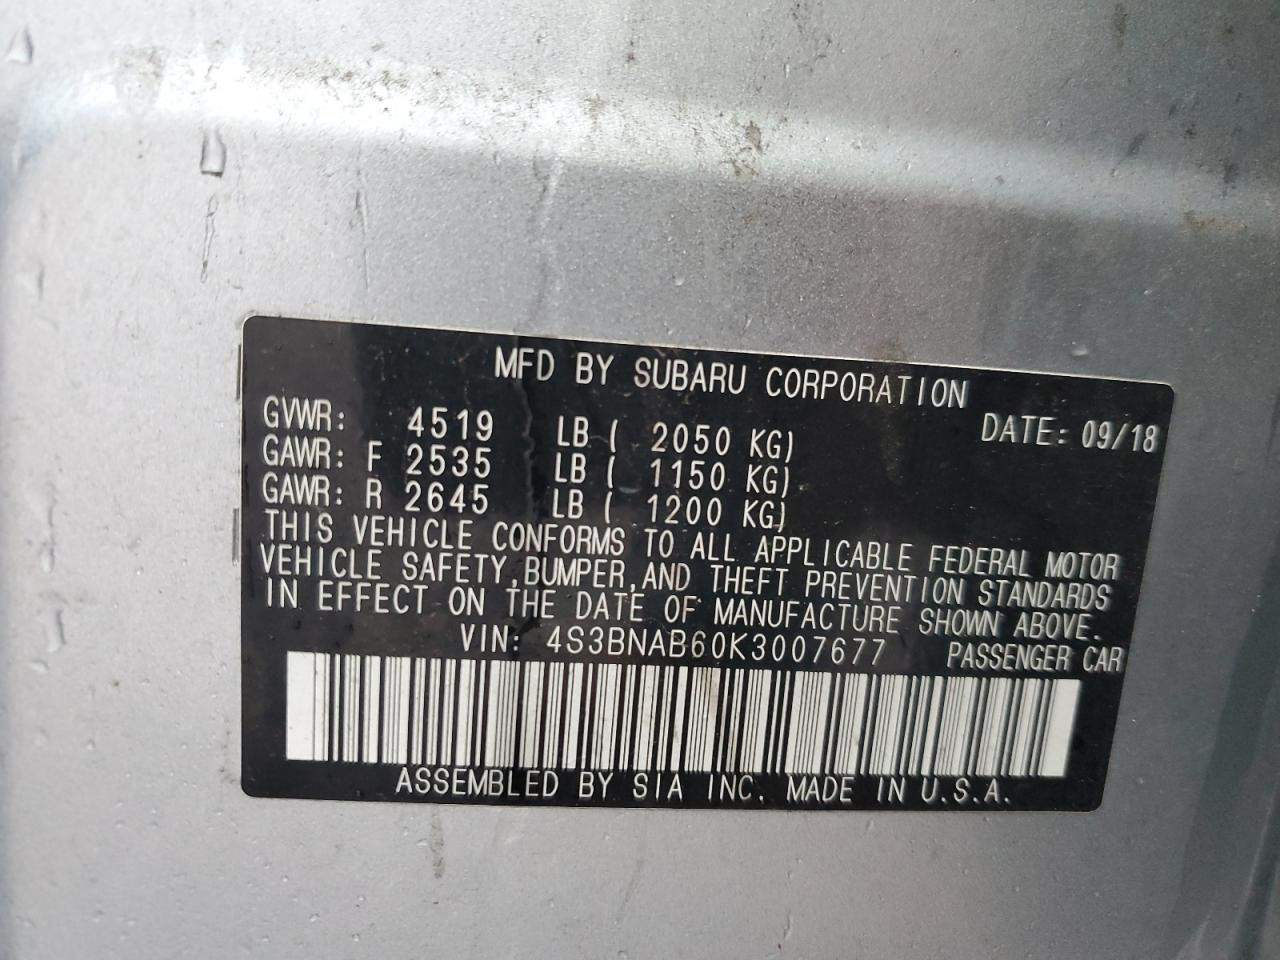 MFD BY SUBARU CORPORATION
GVWR: 4519 LB ( 2050 KG) DATE: 09/18
GAWR: F 2535 LB ( 1150 KG)
GAWR: R 2645 LB ( 1200 KG)
THIS VEHICLE CONFORMS TO ALL APPLICABLE FEDERAL MOTOR
VEHICLE SAFETY, BUMPER, AND THEFT PREVENTION STANDARDS
IN EFFECT ON THE DATE OF MANUFACTURE SHOWN ABOVE.
VIN: 4S3BNAB60K3007677 PASSENGER CAR
ASSEMBLED BY SIA INC. MADE IN U.S.A.